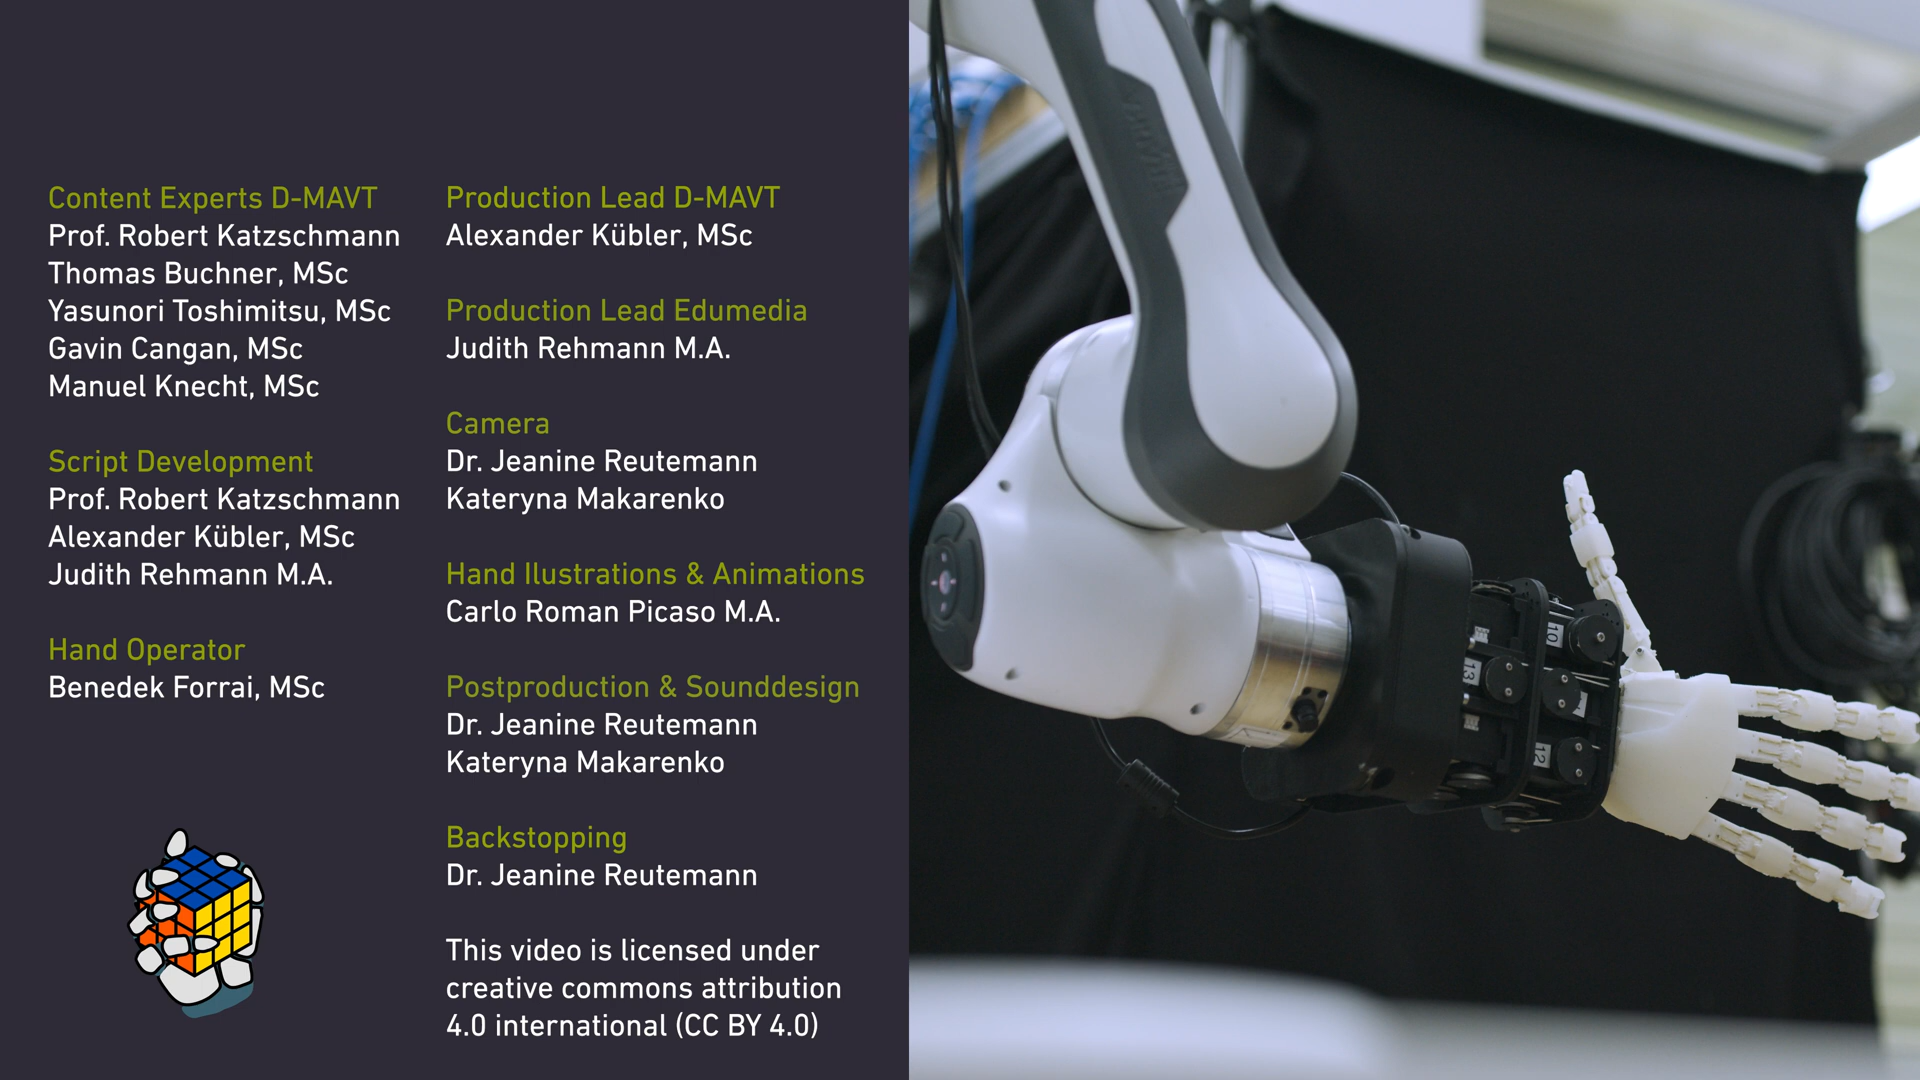 Content Experts D-MAVT
Prof. Robert Katzschmann
Thomas Buchner, MSc
Yasunori Toshimitsu, MSc
Gavin Cangan, MSc
Manuel Knecht, MSc
Script Development
Prof. Robert Katzschmann
Alexander Kübler, MSc
Judith Rehmann M.A.
Hand Operator
Benedek Forrai, MSc
Production Lead D-MAVT
Alexander Kübler, MSc
Production Lead Edumedia
Judith Rehmann M.A.
Camera
Dr. Jeanine Reutemann
Kateryna Makarenko
Hand Ilustrations & Animations
Carlo Roman Picaso M.A.
Postproduction & Sounddesign
Dr. Jeanine Reutemann
Kateryna Makarenko
Backstopping
Dr. Jeanine Reutemann
This video is licensed under
creative commons attribution
4.0 international (CC BY 4.0)
10
13
12